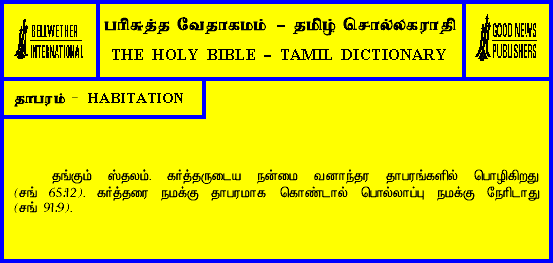 BELLWETHER
INTERNATIONAL
பரிசுத்த வேதாகமம் - தமிழ் சொல்லகராதி
THE HOLY BIBLE - TAMIL DICTIONARY
GOOD NEWS
PUBLISHERS
தாபரம் - HABITATION
தங்கும் ஸ்தலம். கர்த்தருடைய நன்மை வனாந்தர தாபரங்களில் பொழிகிறது
(சங் 65:12). கர்த்தரை நமக்கு தாபரமாக கொண்டால் பொல்லாப்பு நமக்கு நேரிடாது
(சங் 91:9).